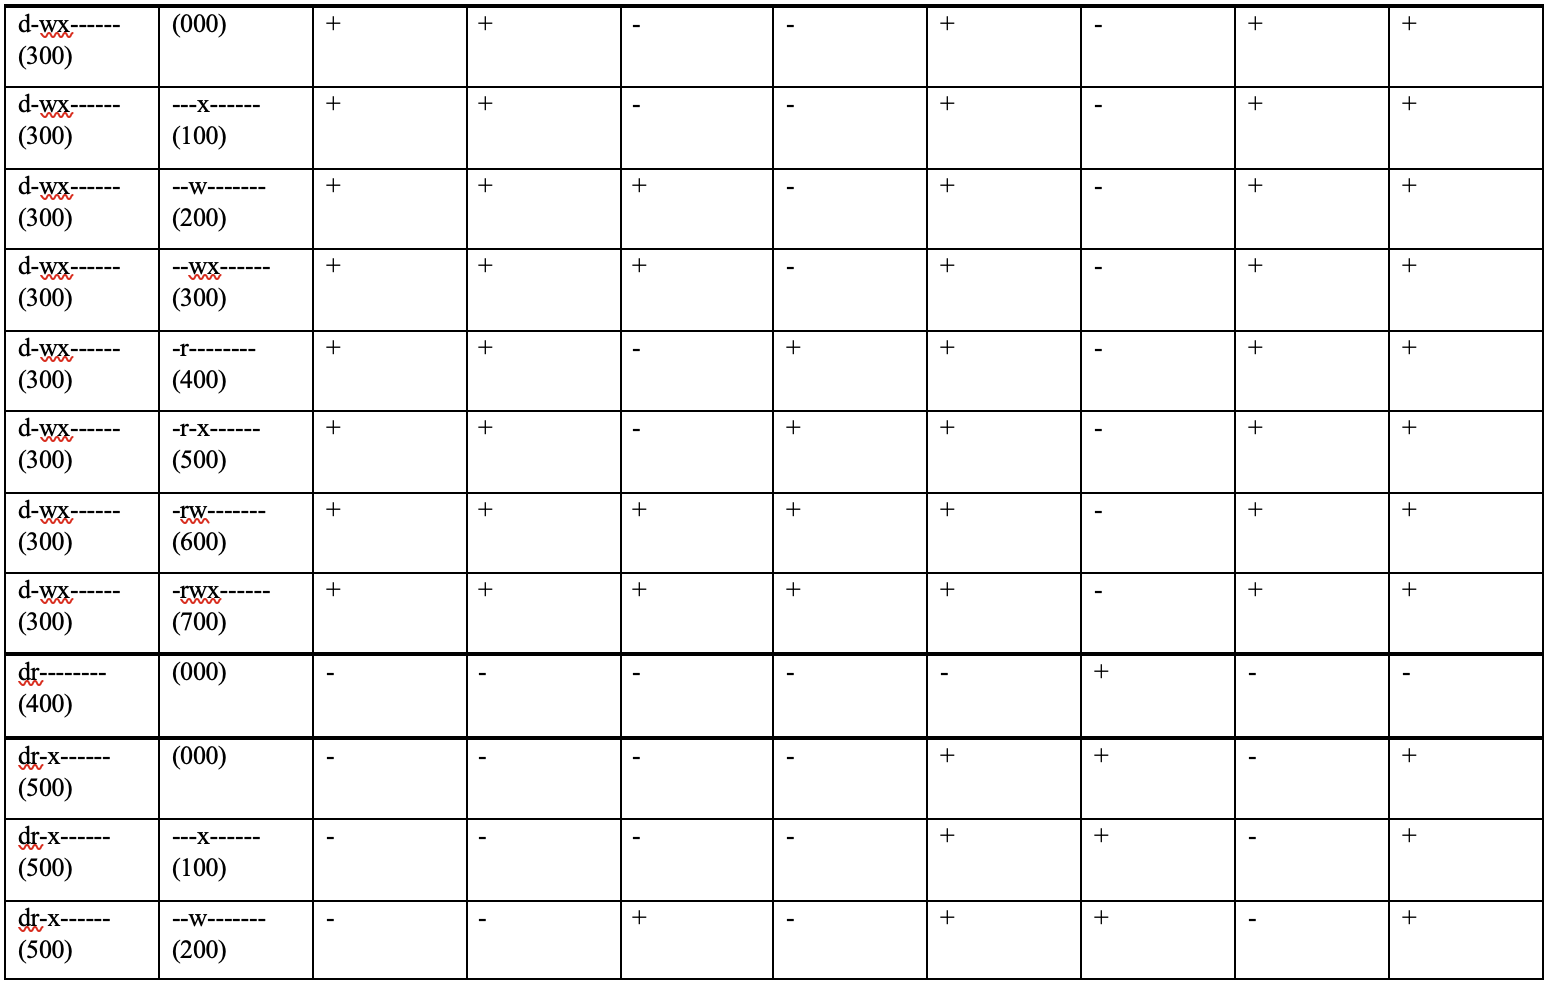 d-wx------ (000) + + - - + - + +
(300)
d-wx------ ---x------ + + - - + - + +
(300) (100)
d-wx------ --w------- + + + - + - + +
(300) (200)
d-wx------ --wx------ + + + - + - + +
(300) (300)
d-wx------ -r-------- + + - + + - + +
(300) (400)
d-wx------ -r-x------ + + - + + - + +
(300) (500)
d-wx------ -rw------- + + + + + - + +
(300) (600)
d-wx------ -rwx------ + + + + + - + +
(300) (700)
dr-------- (000) - - - - - + - -
(400)
dr-x------ (000) - - - - + + - +
(500)
dr-x------ ---x------ - - - - + + - +
(500) (100)
dr-x------ --w------- - - + - + + - +
(500) (200)